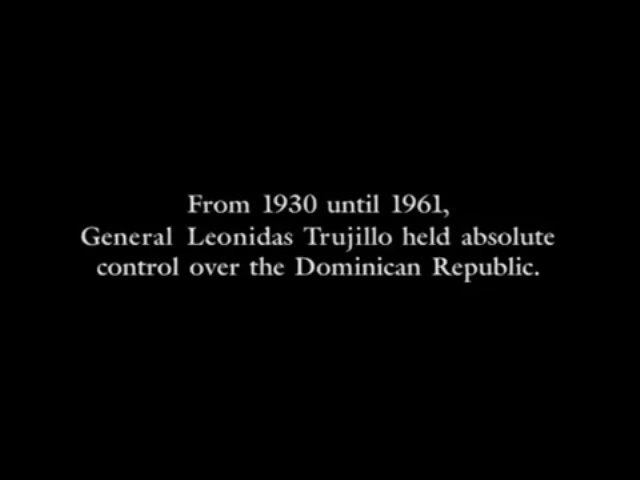 From 1930 until 1961,
General Leonidas Trujillo held absolute
control over the Dominican Republic.